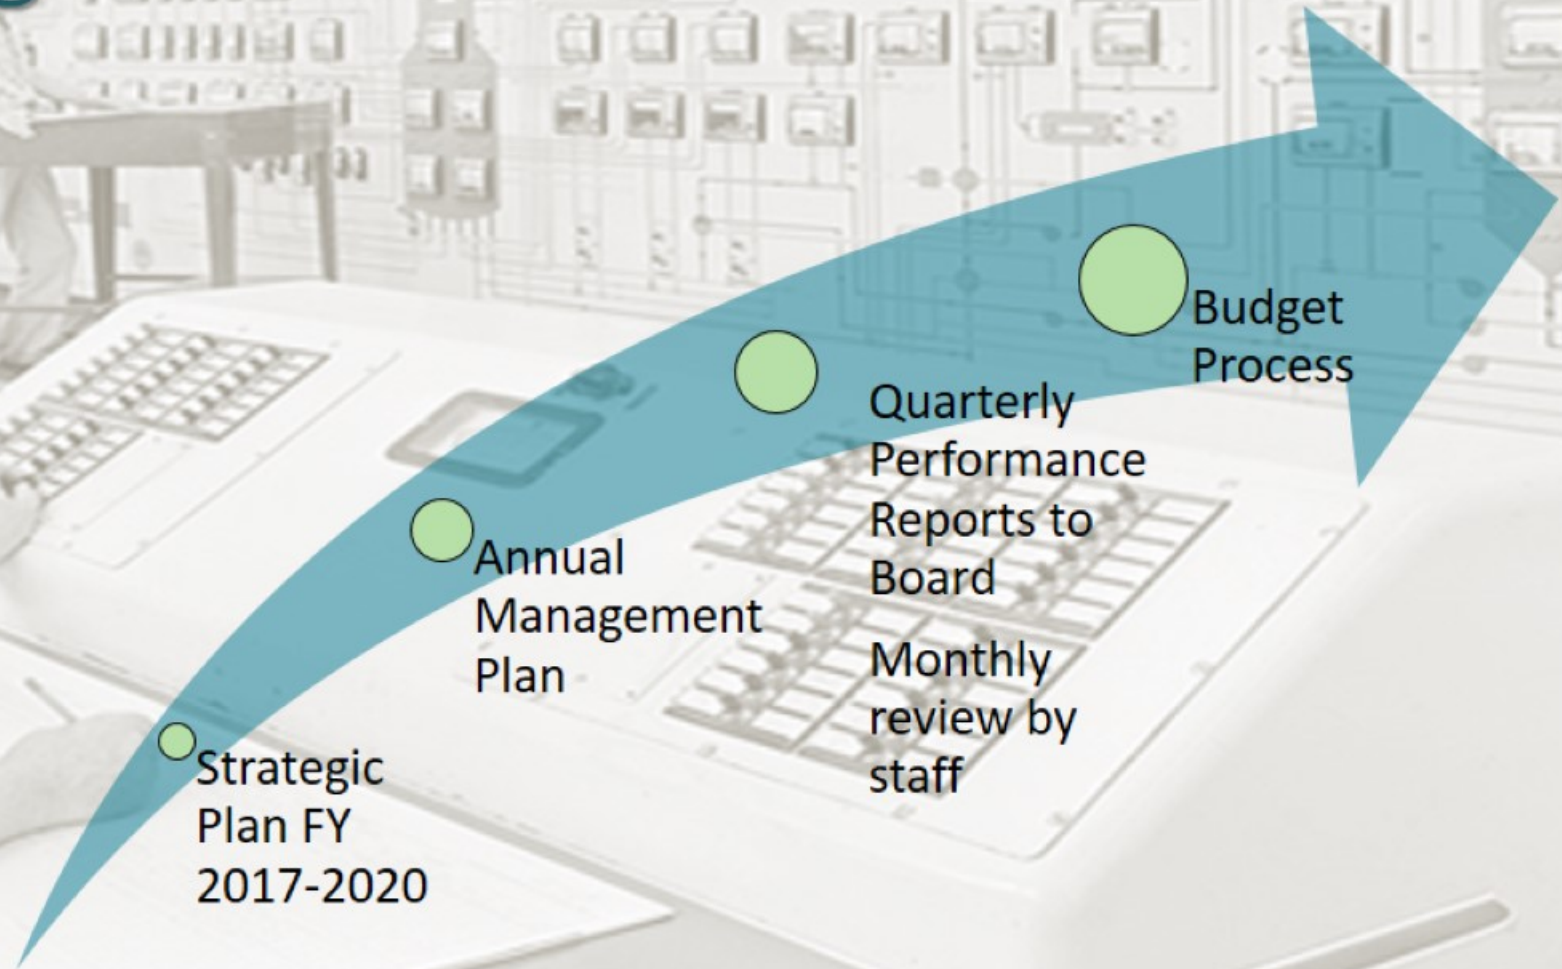 Strategic
Plan FY
2017-2020
Annual
Management
Plan
Quarterly
Performance
Reports to
Board
Monthly
review by
staff
Budget
Process